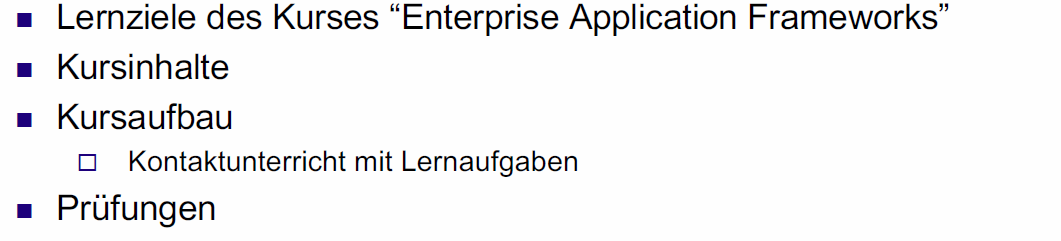 Lernziele des Kurses “Enterprise Application Frameworks”
Kursinhalte
Kursaufbau
Kontaktunterricht mit Lernaufgaben
Prüfungen